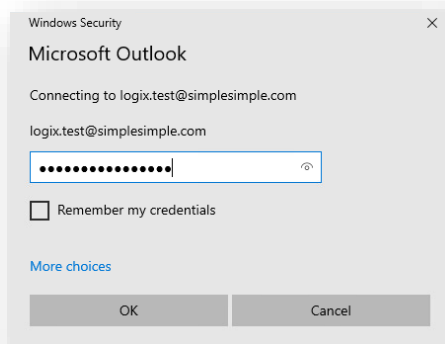 Windows Security
Microsoft Outlook
Connecting to logix.test@simplesimple.com
logix.test@simplesimple.com
●●●●●●●●●●●●●●●●
Remember my credentials
More choices
OK
Cancel